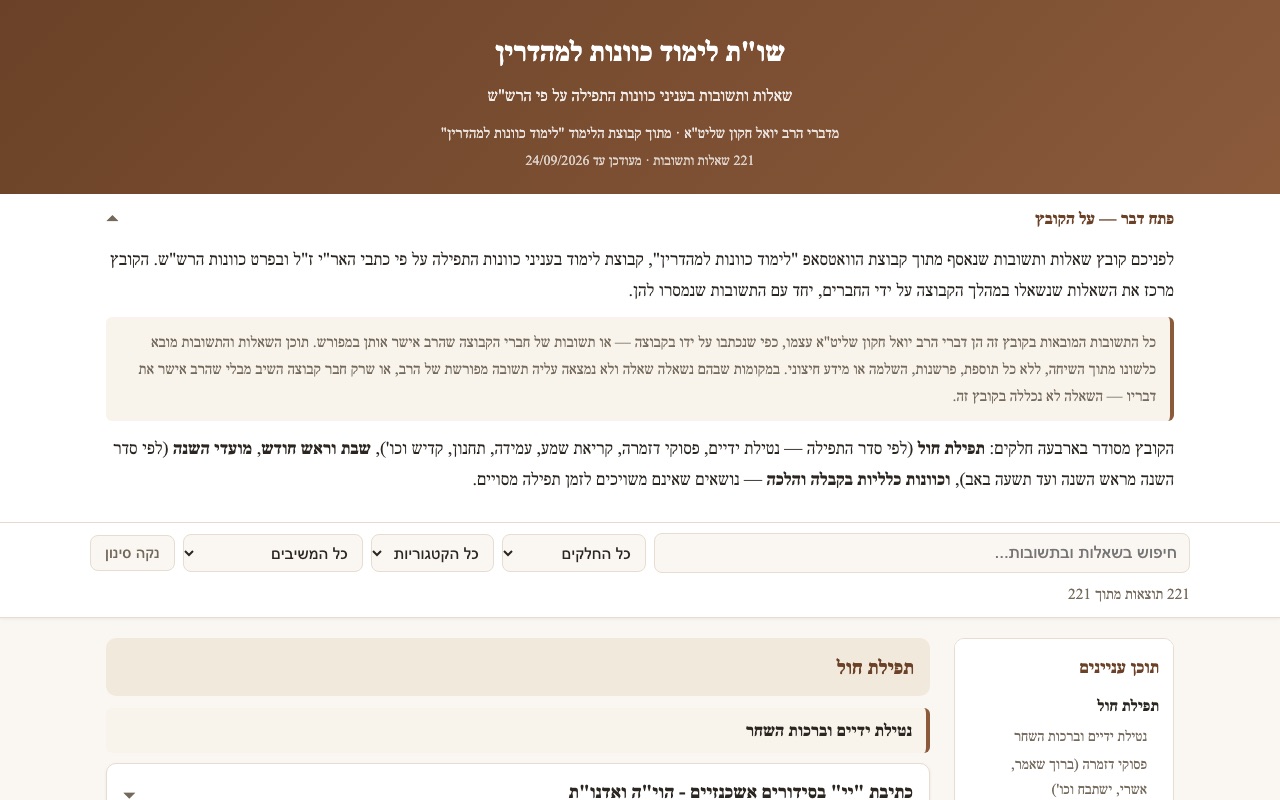 שו"ת לימוד כוונות למהדרין
שאלות ותשובות בעניני כוונות התפילה על פי הרש"ש
מדברי הרב יואל חקון שליט"א · מתוך קבוצת הלימוד "לימוד כוונות למהדרין"
221 שאלות ותשובות · מעודכן עד 24/09/2026
פתח דבר — על הקובץ
לפניכם קובץ שאלות ותשובות שנאסף מתוך קבוצת הוואטסאפ "לימוד כוונות למהדרין", קבוצת לימוד בעניני כוונות התפילה על פי כתבי האר"י ז"ל ובפרט כוונות הרש"ש. הקובץ
מרכז את השאלות שנשאלו במהלך הקבוצה על ידי החברים, יחד עם התשובות שנמסרו להן.
כל התשובות המובאות בקובץ זה הן דברי הרב יואל חקון שליט"א עצמו, כפי שנכתבו על ידו בקבוצה — או תשובות של חברי הקבוצה שהרב אישר אותן במפורש. תוכן השאלות והתשובות מובא
כלשונו מתוך השיחה, ללא כל תוספת, פרשנות, השלמה או מידע חיצוני. במקומות שבהם נשאלה שאלה ולא נמצאה עליה תשובה מפורשת של הרב, או שרק חבר קבוצה השיב מבלי שהרב אישר את
דבריו — השאלה לא נכללה בקובץ זה.
הקובץ מסודר בארבעה חלקים: תפילת חול (לפי סדר התפילה — נטילת ידיים, פסוקי דזמרה, קריאת שמע, עמידה, תחנון, קדיש וכו'), שבת וראש חודש, מועדי השנה (לפי סדר
השנה מראש השנה ועד תשעה באב), וכוונות כלליות בקבלה והלכה — נושאים שאינם משויכים לזמן תפילה מסויים.
חיפוש בשאלות ובתשובות...
כל החלקים
כל הקטגוריות
כל המשיבים
נקה סינון
221 תוצאות מתוך 221
תוכן עניינים
תפילת חול
נטילת ידיים וברכות השחר
פסוקי דזמרה (ברוך שאמר,
אשרי, ישתבח וכו')
תפילת חול
נטילת ידיים וברכות השחר
כתיבת "יי" בסידורים אשכנזיים - הוי"ה ואדנו"ת